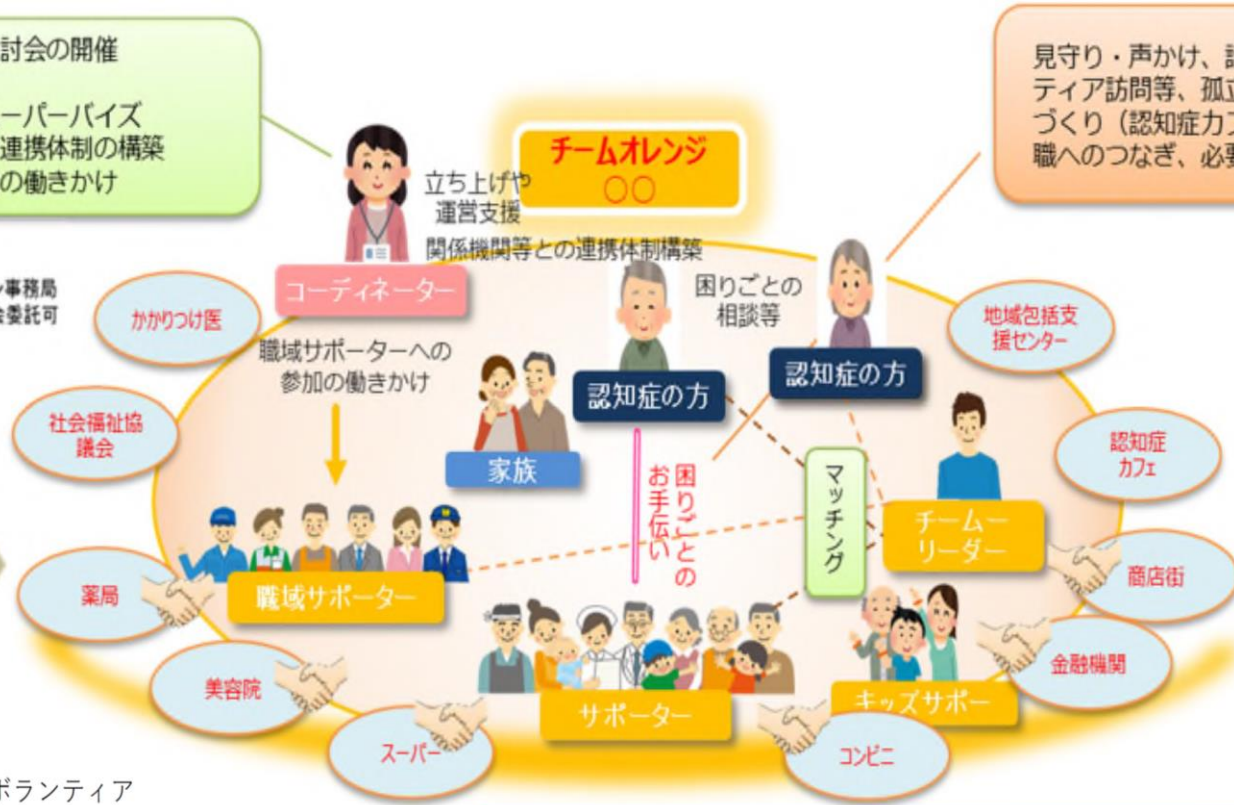 討会の開催
ーパーバイズ
連携体制の構築
の働きかけ
見守り・声かけ、認
ティア訪問等、孤立
づくり（認知症カフ
職へのつなぎ、必要
チームオレンジ
〇〇
立ち上げや
運営支援
関係機関等との連携体制構築
コーディネーター
困りごとの
相談等
ン事務局
会委託可
かかりつけ医
地域包括支
援センター
職域サポーターへの
参加の働きかけ
認知症の方
認知症の方
社会福祉協
議会
家族
認知症
カフェ
困りごとの
お手伝い
マッチング
チームー
リーダー
薬局
職域サポーター
商店街
美容院
金融機関
サポーター
キッズサポー
スーパー
コンビニ
ボランティア